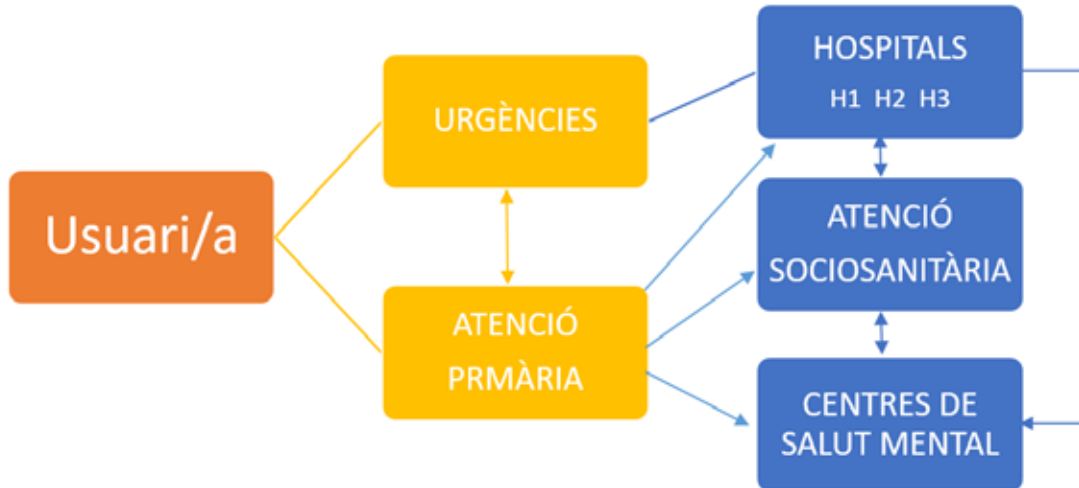 Usuari/a
URGÈNCIES
ATENCIÓ
PRMÀRIA
HOSPITALS
H1 H2 H3
ATENCIÓ
SOCIOSANITÀRIA
CENTRES DE
SALUT MENTAL